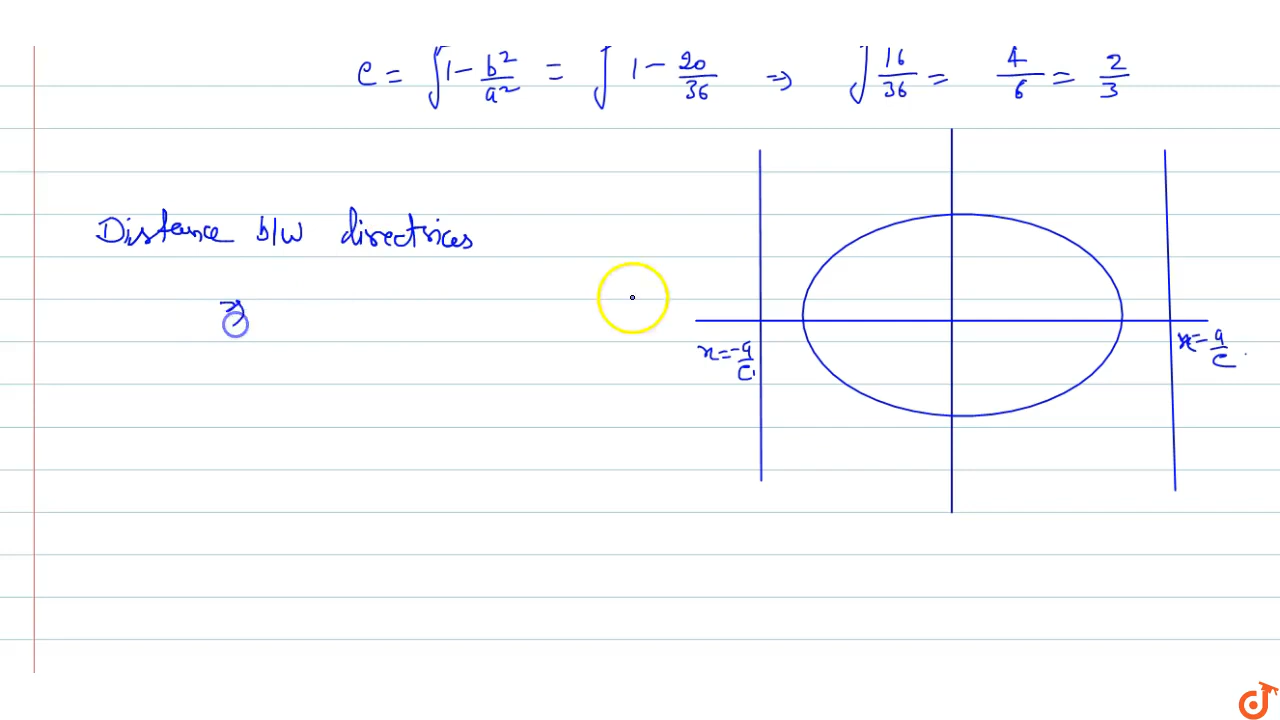 e = √1 - b²/a² = √1 - 20/36 ⇒ √16/36 = 4/6 = 2/3
Distance b/w directrices
⇒
x = -a/e
x = a/e